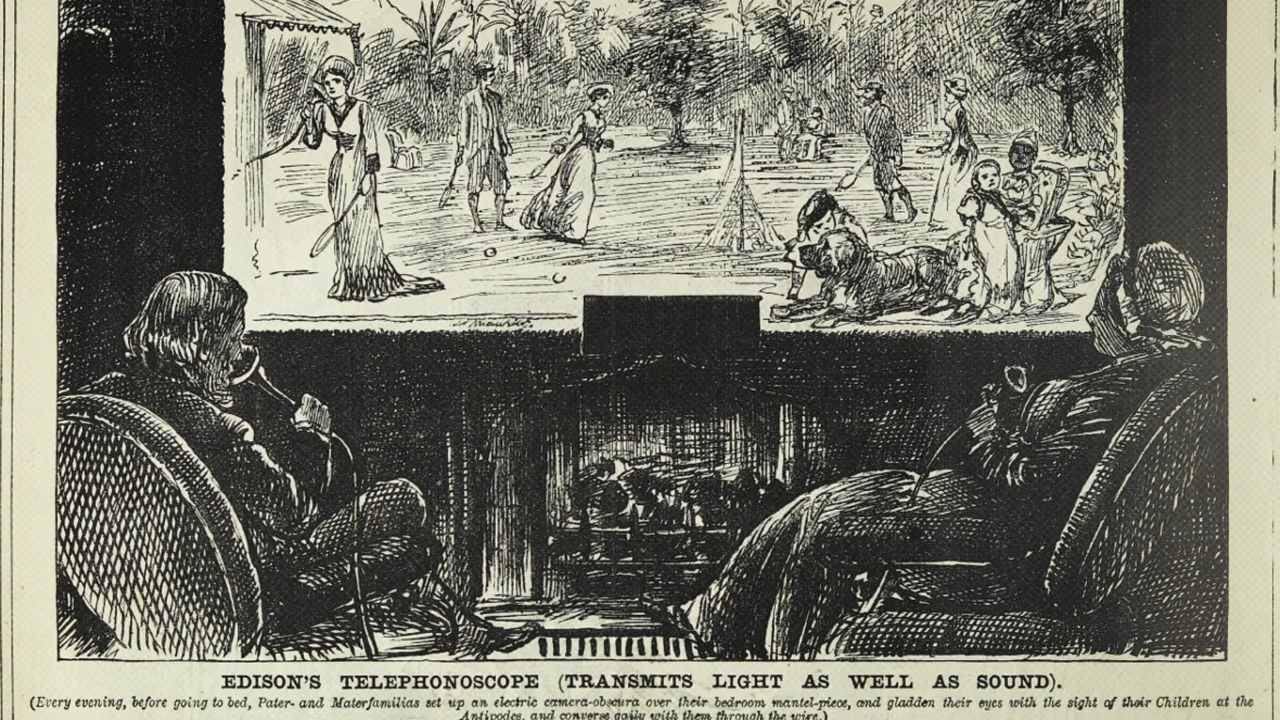 du Maurier
EDISON'S TELEPHONOSCOPE (TRANSMITS LIGHT AS WELL AS SOUND).
(Every evening, before going to bed, Pater- and Materfamilias set up an electric camera-obscura over their bedroom mantel-piece, and gladden their eyes with the sight of their Children at the
Antipodes, and converse gaily with them through the wire.)